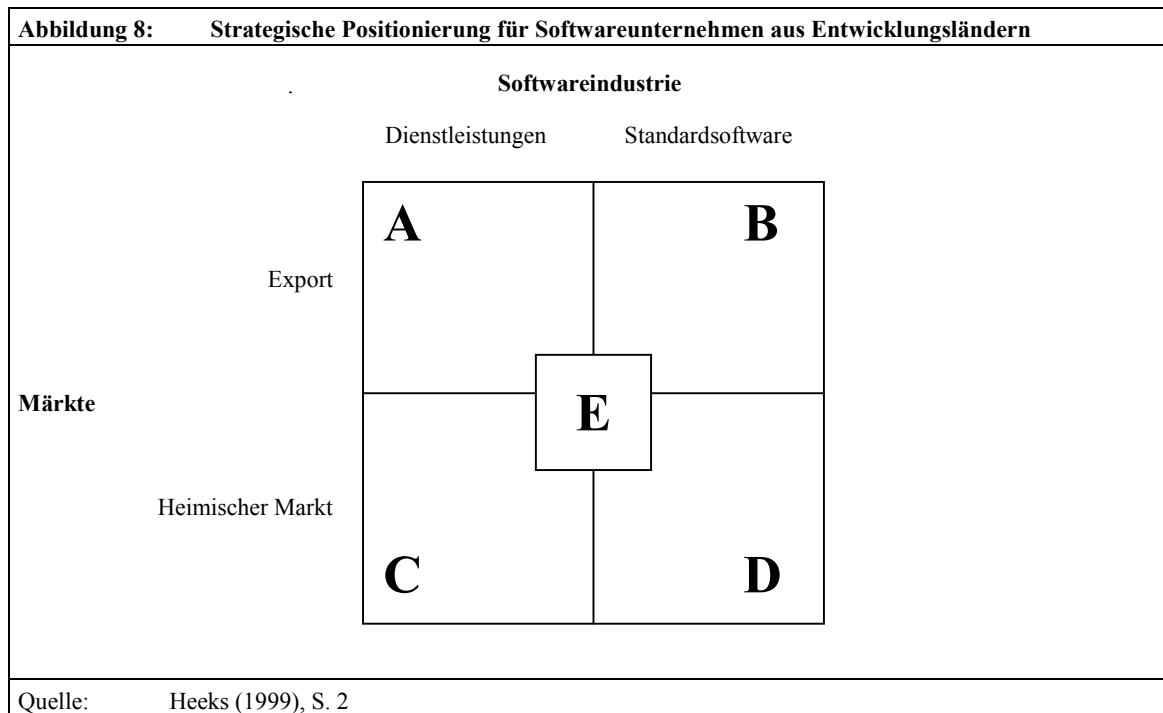 Abbildung 8: Strategische Positionierung für Softwareunternehmen aus Entwicklungsländern
Softwareindustrie
Dienstleistungen Standardsoftware
A B
Export
Märkte E
Heimischer Markt
C D
Quelle: Heeks (1999), S. 2